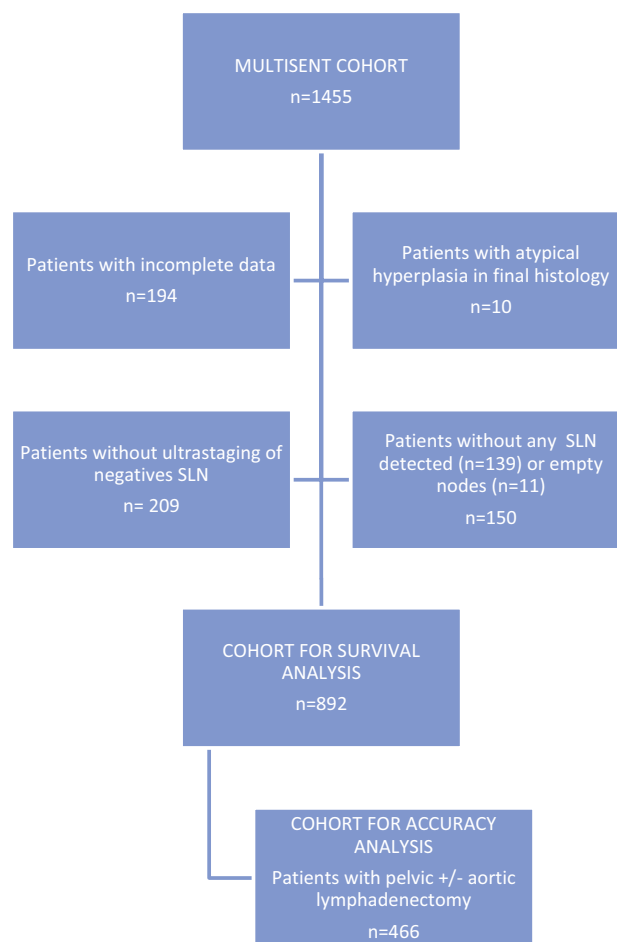 MULTISENT COHORT
n=1455
Patients with incomplete data
n=194
Patients with atypical
hyperplasia in final histology
n=10
Patients without ultrastaging of
negatives SLN
n= 209
Patients without any SLN
detected (n=139) or empty
nodes (n=11)
n=150
COHORT FOR SURVIVAL
ANALYSIS
n=892
COHORT FOR ACCURACY
ANALYSIS
Patients with pelvic +/- aortic
lymphadenectomy
n=466